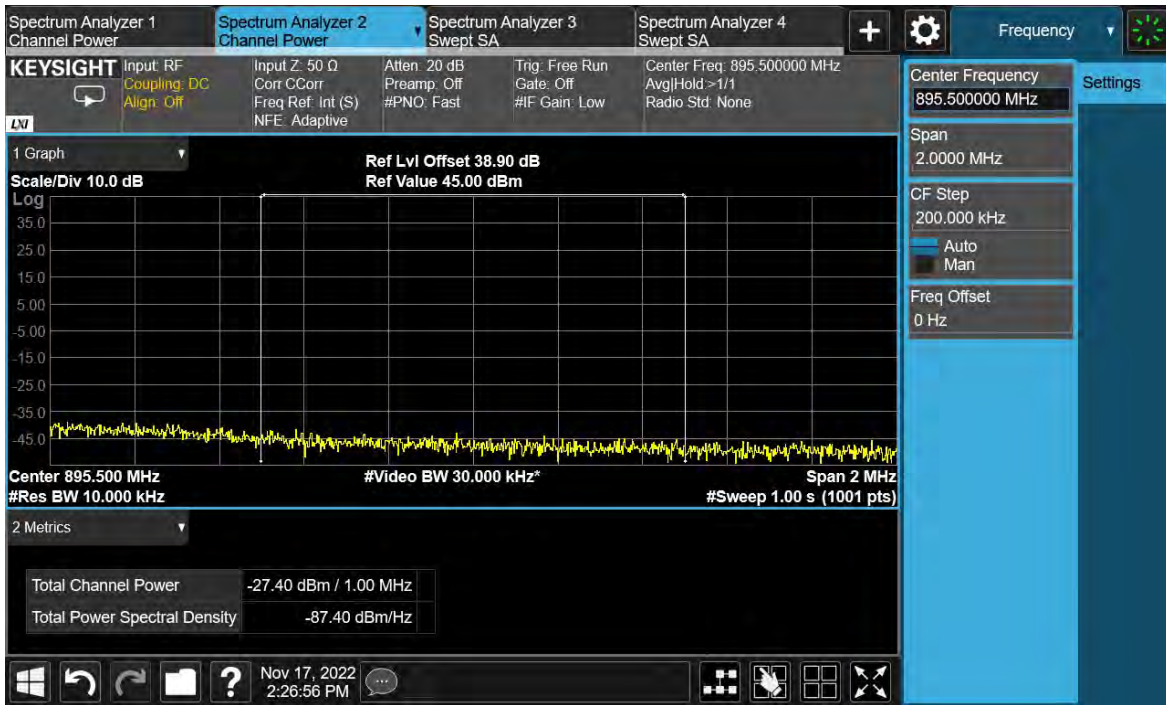 Spectrum Analyzer 1
Channel Power
Spectrum Analyzer 2
Channel Power
Spectrum Analyzer 3
Swept SA
Spectrum Analyzer 4
Swept SA
+
Frequency
KEYSIGHT
LXI
Input: RF
Coupling: DC
Align: Off
Input Z: 50 Ω
Corr CCorr
Freq Ref: Int (S)
NFE: Adaptive
Atten: 20 dB
Preamp: Off
#PNO: Fast
Trig: Free Run
Gate: Off
#IF Gain: Low
Center Freq: 895.500000 MHz
Avg|Hold:>1/1
Radio Std: None
Center Frequency
895.500000 MHz
Settings
Span
2.0000 MHz
CF Step
200.000 kHz
Auto
Man
Freq Offset
0 Hz
1 Graph
Scale/Div 10.0 dB
Ref Lvl Offset 38.90 dB
Ref Value 45.00 dBm
Log
35.0
25.0
15.0
5.00
-5.00
-15.0
-25.0
-35.0
-45.0
Center 895.500 MHz
#Video BW 30.000 kHz*
Span 2 MHz
#Res BW 10.000 kHz
#Sweep 1.00 s (1001 pts)
2 Metrics
Total Channel Power -27.40 dBm / 1.00 MHz
Total Power Spectral Density -87.40 dBm/Hz
?
Nov 17, 2022
2:26:56 PM